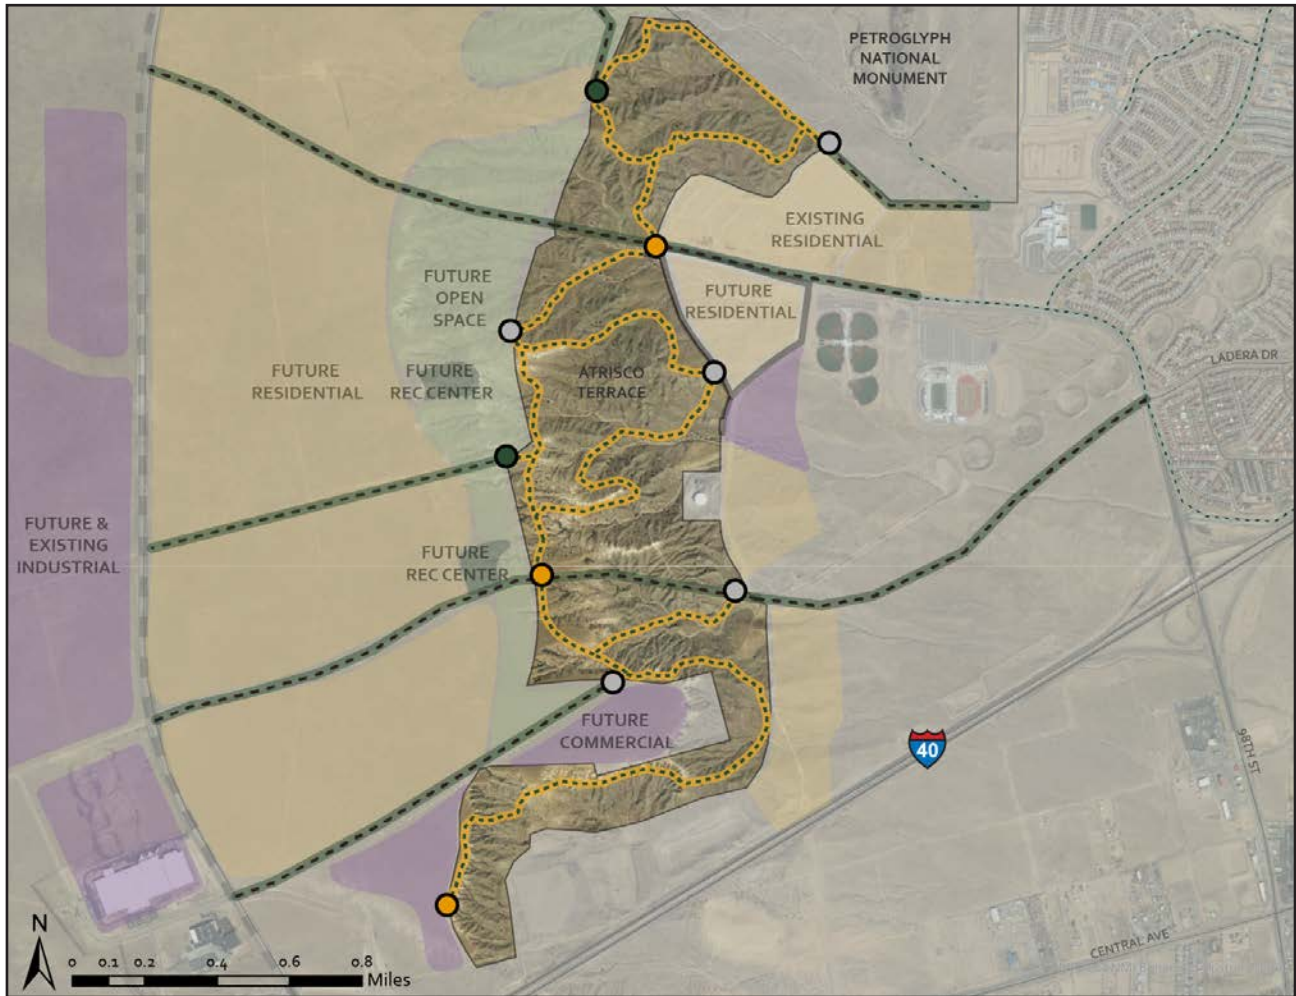 PETROGLYPH
NATIONAL
MONUMENT
EXISTING
RESIDENTIAL
FUTURE
OPEN
SPACE
FUTURE
RESIDENTIAL
LADERA DR
FUTURE
RESIDENTIAL
FUTURE
REC CENTER
ATRISCO
TERRACE
FUTURE &
EXISTING
INDUSTRIAL
FUTURE
REC CENTER
FUTURE
COMMERCIAL
40
98TH ST
CENTRAL AVE
N
0 0.1 0.2 0.4 0.6 0.8
Miles